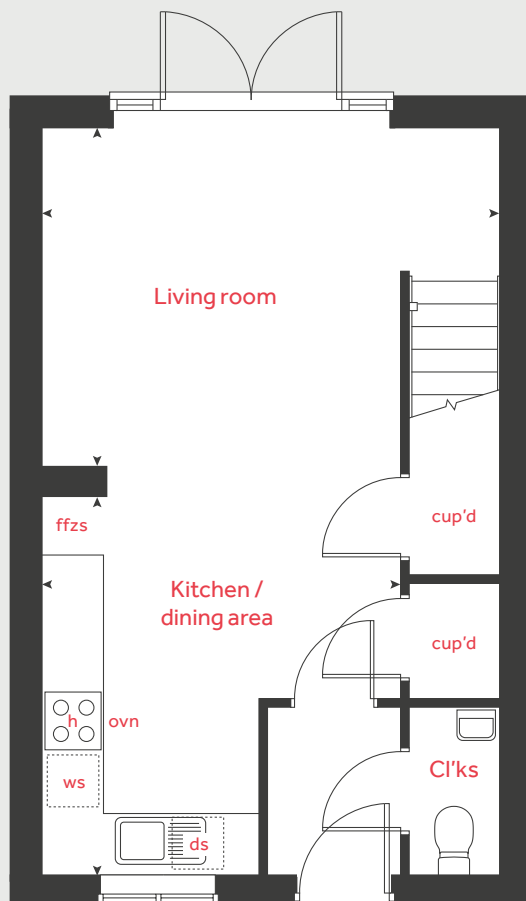 Living room
ffzs
cup'd
Kitchen /
dining area
cup'd
h
ovn
Cl'ks
ws
ds